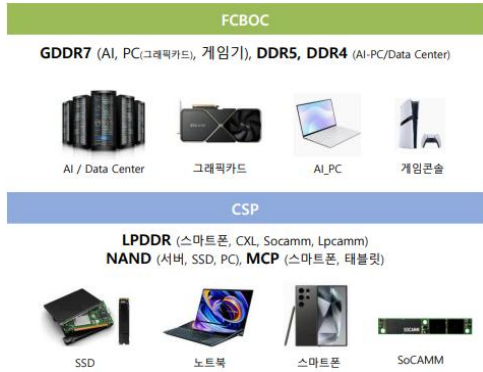 FCBOC
GDDR7 (AI, PC(그래픽카드), 게임기), DDR5, DDR4 (AI-PC/Data Center)
AI / Data Center
그래픽카드
AI_PC
게임콘솔
CSP
LPDDR (스마트폰, CXL, Socamm, Lpcamm)
NAND (서버, SSD, PC), MCP (스마트폰, 태블릿)
SOCAMM
SSD
노트북
스마트폰
SoCAMM